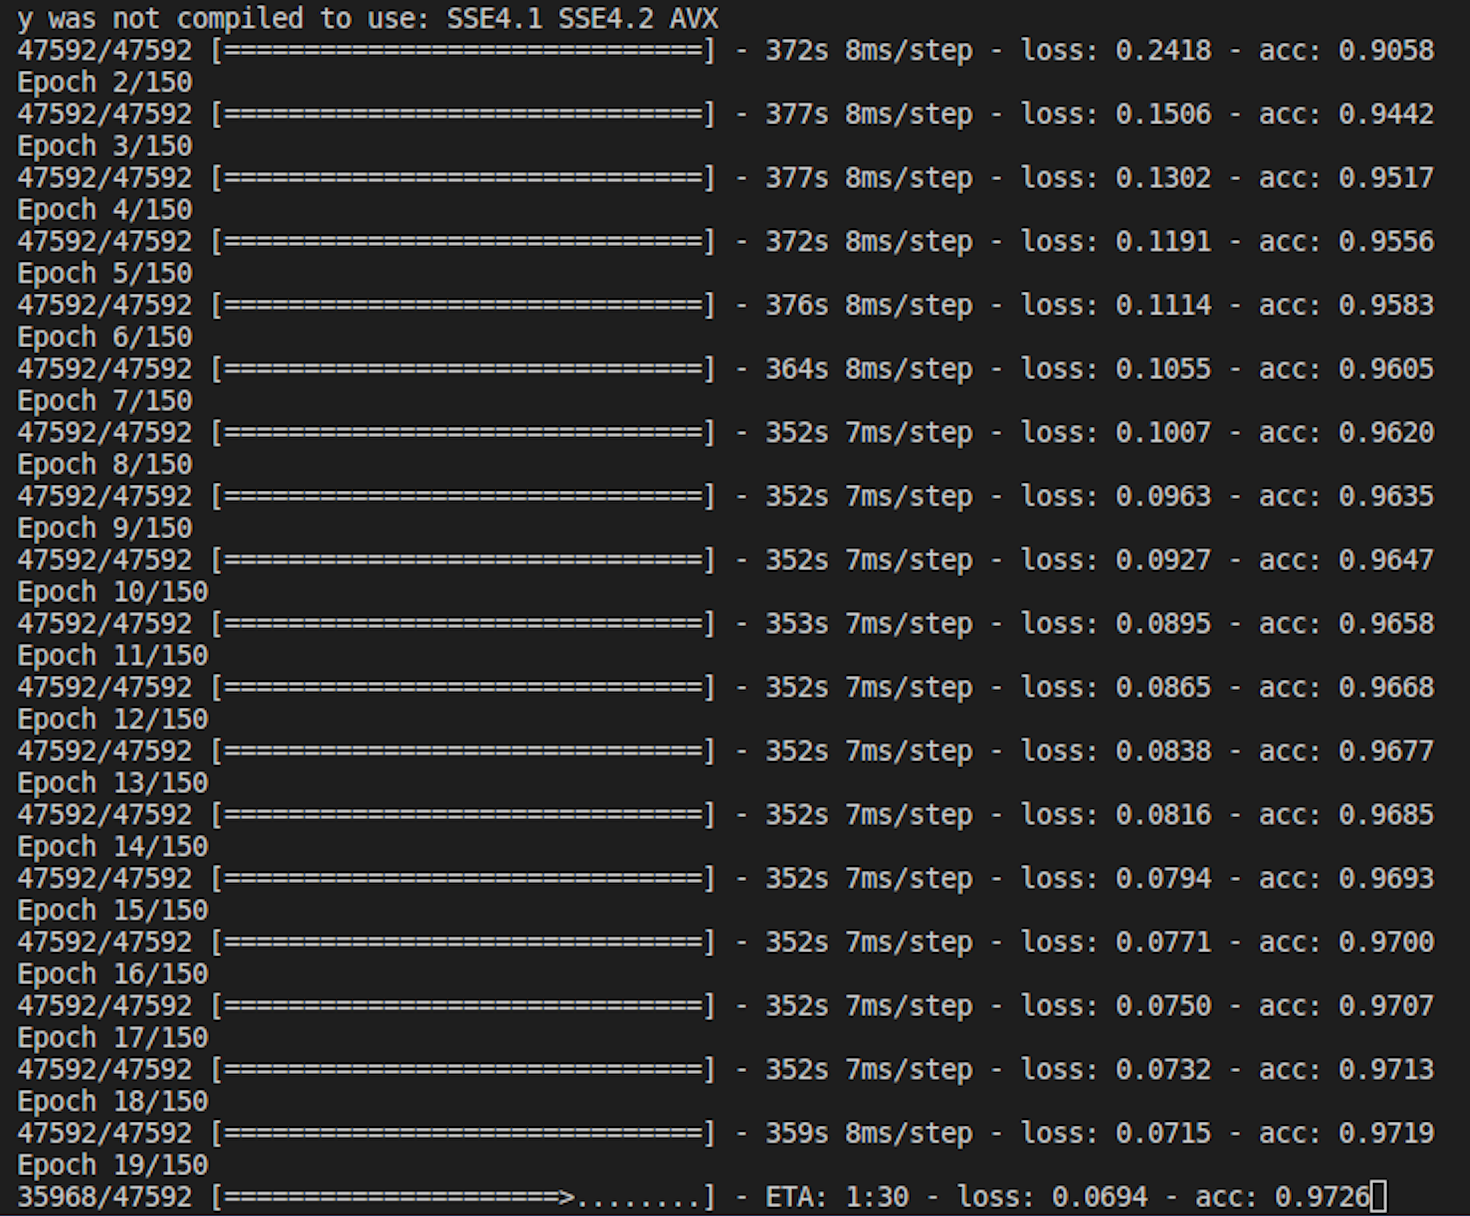 y was not compiled to use: SSE4.1 SSE4.2 AVX
47592/47592 [==============================] - 372s 8ms/step - loss: 0.2418 - acc: 0.9058
Epoch 2/150
47592/47592 [==============================] - 377s 8ms/step - loss: 0.1506 - acc: 0.9442
Epoch 3/150
47592/47592 [==============================] - 377s 8ms/step - loss: 0.1302 - acc: 0.9517
Epoch 4/150
47592/47592 [==============================] - 372s 8ms/step - loss: 0.1191 - acc: 0.9556
Epoch 5/150
47592/47592 [==============================] - 376s 8ms/step - loss: 0.1114 - acc: 0.9583
Epoch 6/150
47592/47592 [==============================] - 364s 8ms/step - loss: 0.1055 - acc: 0.9605
Epoch 7/150
47592/47592 [==============================] - 352s 7ms/step - loss: 0.1007 - acc: 0.9620
Epoch 8/150
47592/47592 [==============================] - 352s 7ms/step - loss: 0.0963 - acc: 0.9635
Epoch 9/150
47592/47592 [==============================] - 352s 7ms/step - loss: 0.0927 - acc: 0.9647
Epoch 10/150
47592/47592 [==============================] - 353s 7ms/step - loss: 0.0895 - acc: 0.9658
Epoch 11/150
47592/47592 [==============================] - 352s 7ms/step - loss: 0.0865 - acc: 0.9668
Epoch 12/150
47592/47592 [==============================] - 352s 7ms/step - loss: 0.0838 - acc: 0.9677
Epoch 13/150
47592/47592 [==============================] - 352s 7ms/step - loss: 0.0816 - acc: 0.9685
Epoch 14/150
47592/47592 [==============================] - 352s 7ms/step - loss: 0.0794 - acc: 0.9693
Epoch 15/150
47592/47592 [==============================] - 352s 7ms/step - loss: 0.0771 - acc: 0.9700
Epoch 16/150
47592/47592 [==============================] - 352s 7ms/step - loss: 0.0750 - acc: 0.9707
Epoch 17/150
47592/47592 [==============================] - 352s 7ms/step - loss: 0.0732 - acc: 0.9713
Epoch 18/150
47592/47592 [==============================] - 359s 8ms/step - loss: 0.0715 - acc: 0.9719
Epoch 19/150
35968/47592 [=====================>........] - ETA: 1:30 - loss: 0.0694 - acc: 0.9726